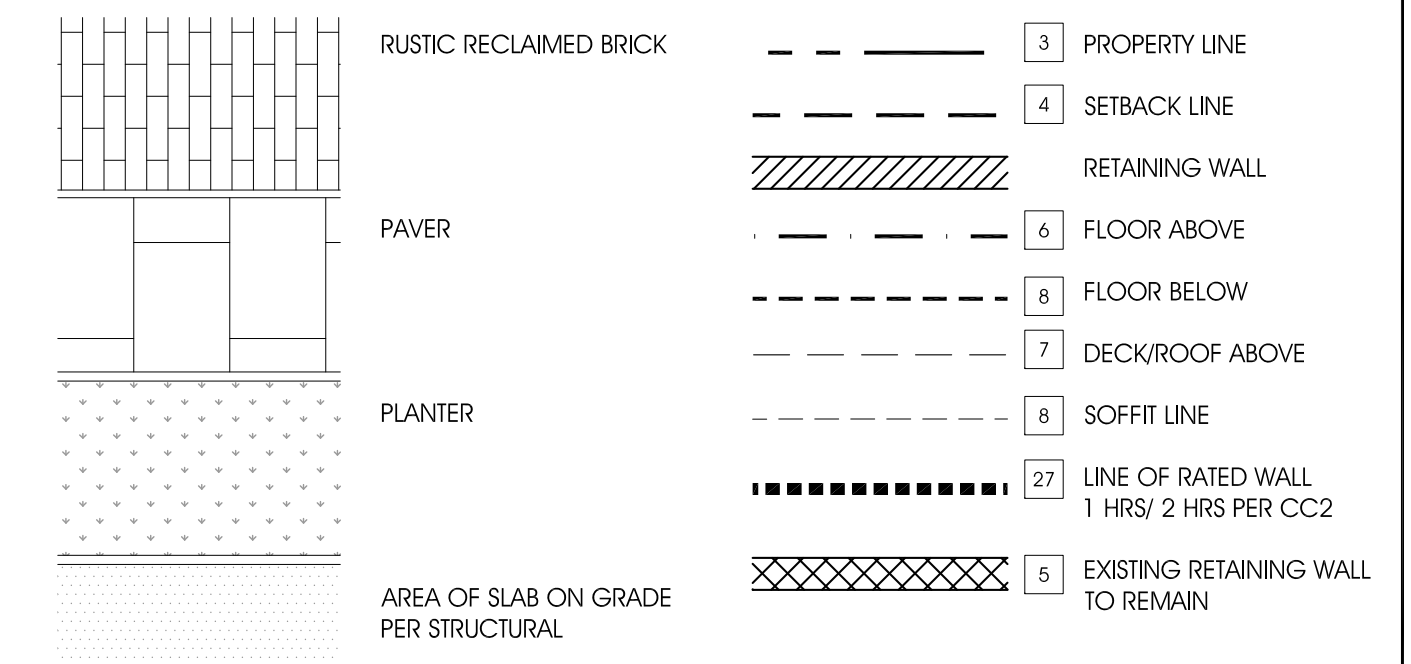 RUSTIC RECLAIMED BRICK
PAVER
PLANTER
AREA OF SLAB ON GRADE
PER STRUCTURAL
3 PROPERTY LINE
4 SETBACK LINE
RETAINING WALL
6 FLOOR ABOVE
8 FLOOR BELOW
7 DECK/ROOF ABOVE
8 SOFFIT LINE
27 LINE OF RATED WALL
1 HRS/ 2 HRS PER CC2
5 EXISTING RETAINING WALL
TO REMAIN